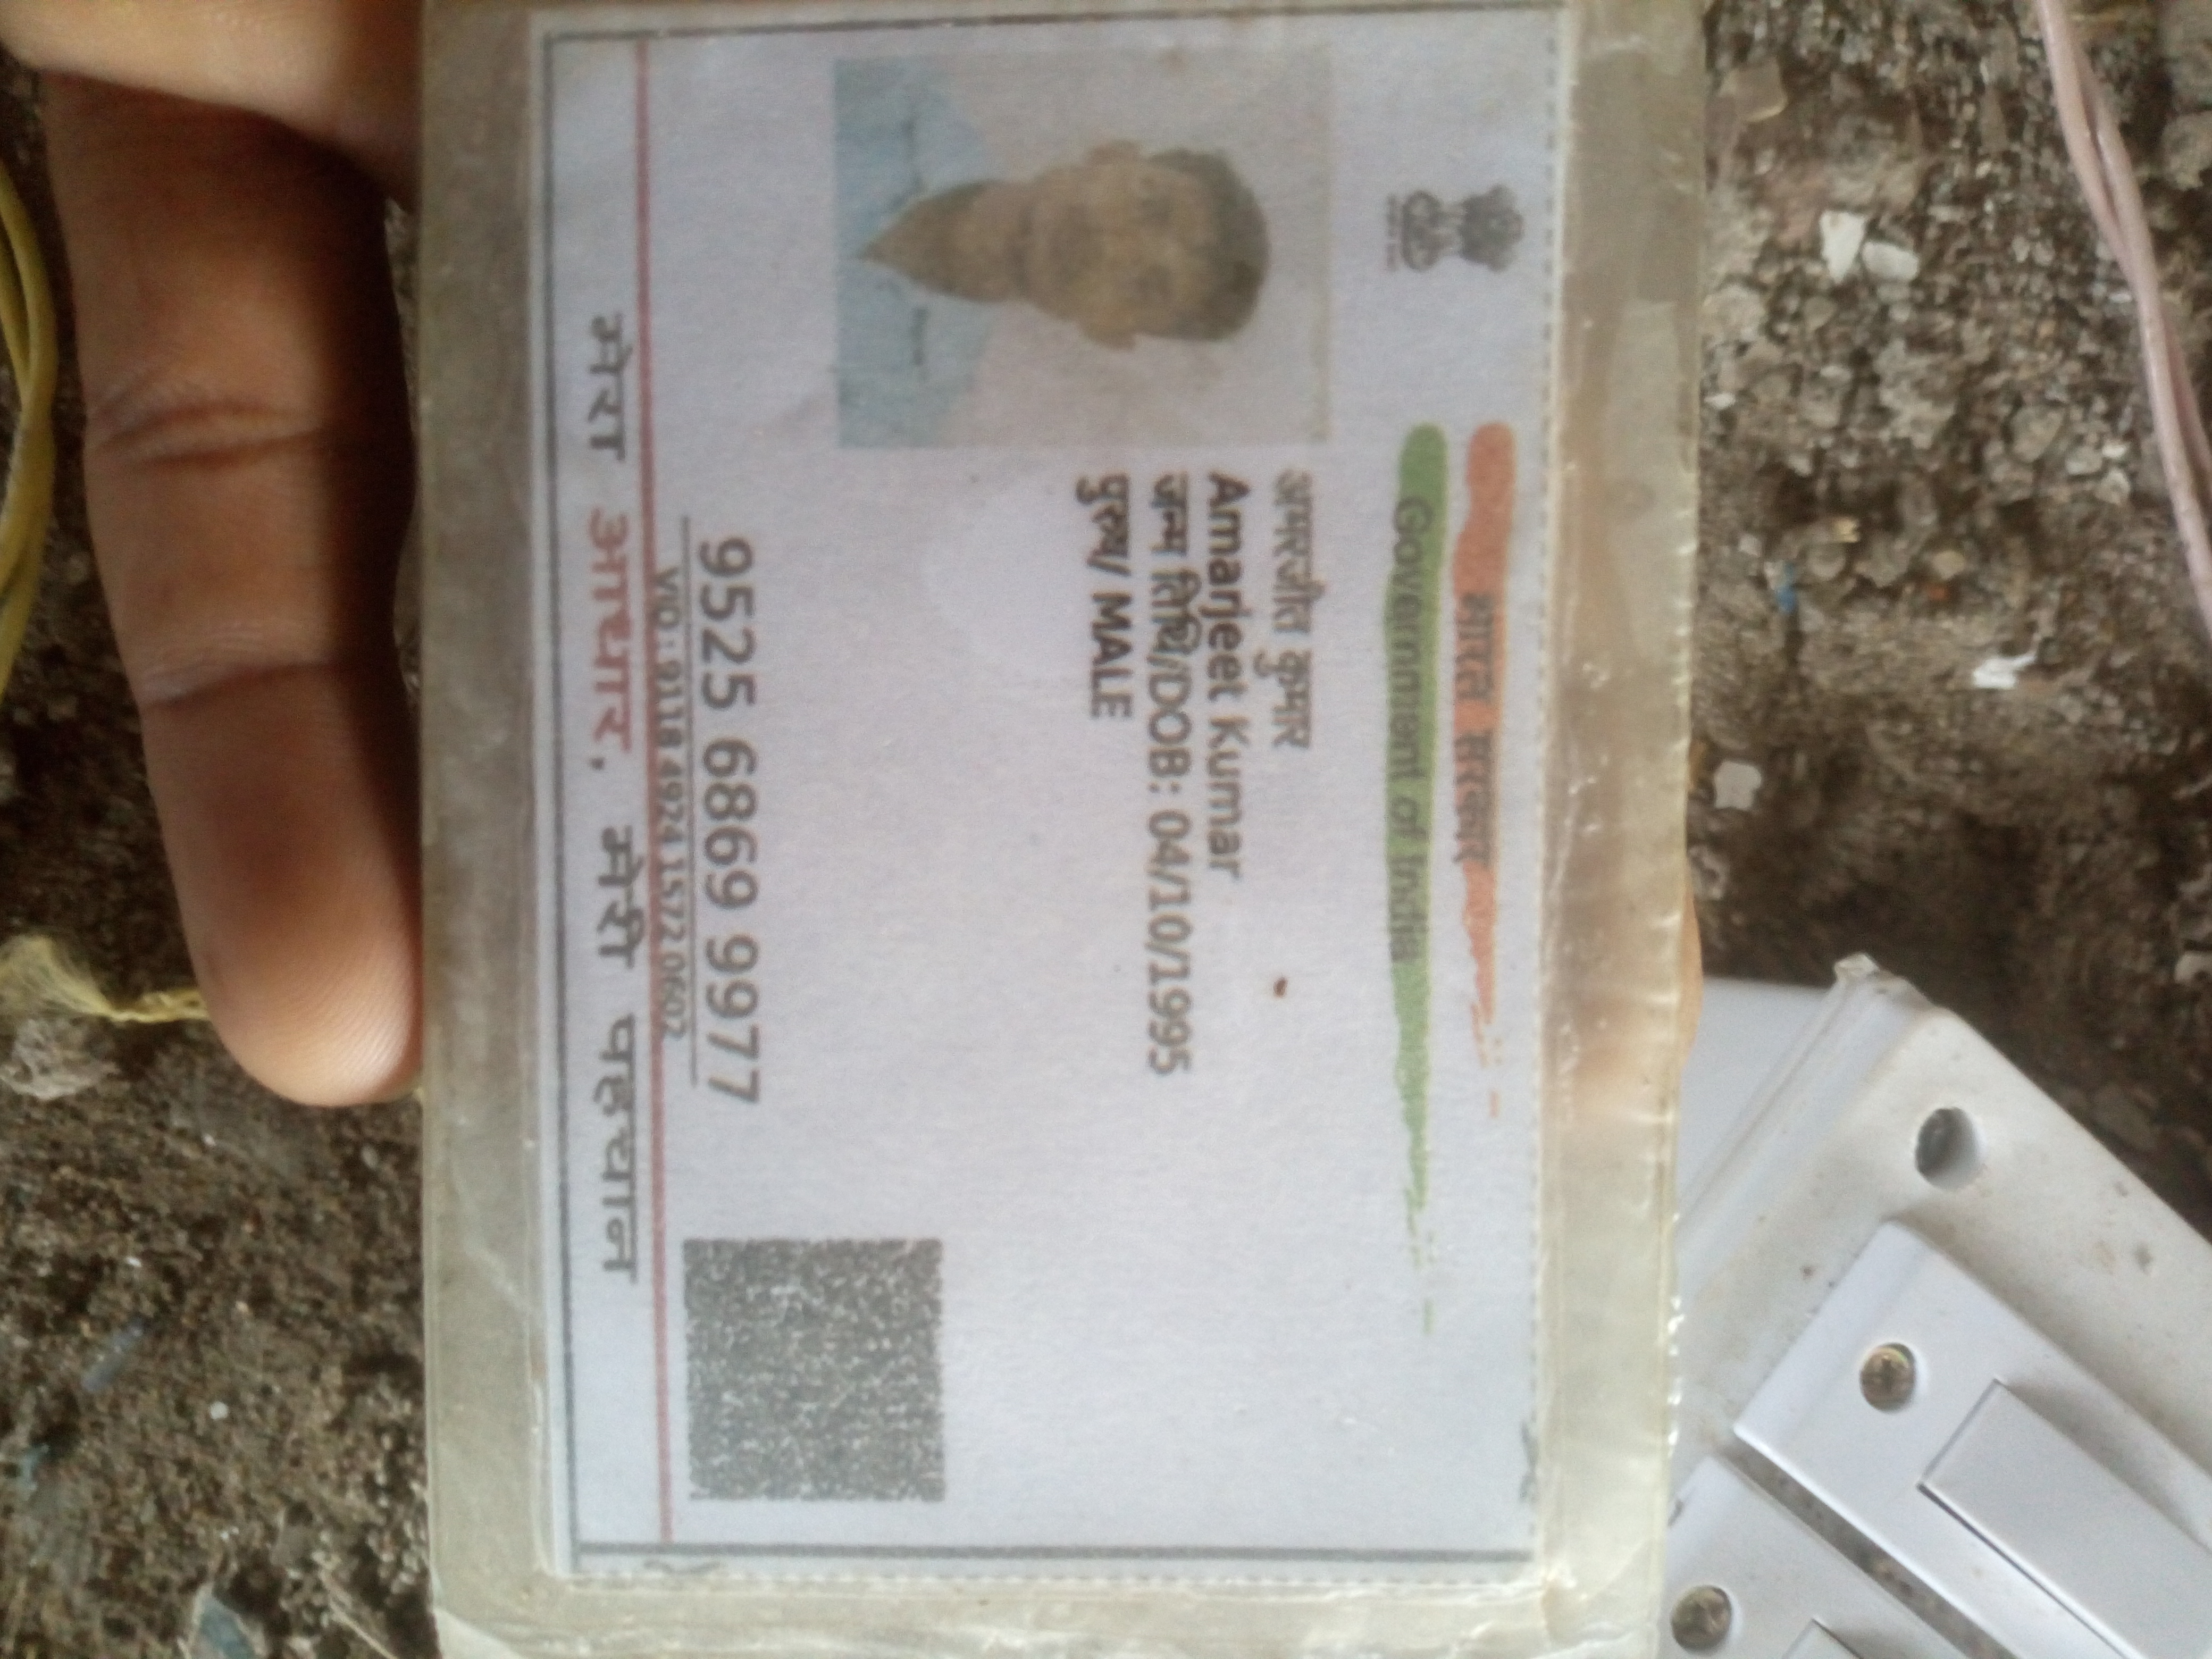 भारत सरकार
Government of India
अमरजीत कुमार
Amarjeet Kumar
जन्म तिथि/DOB: 04/10/1995
पुरुष/ MALE
9525 6869 9977
VID : 9118 4924 1572 0602
मेरा आधार, मेरी पहचान